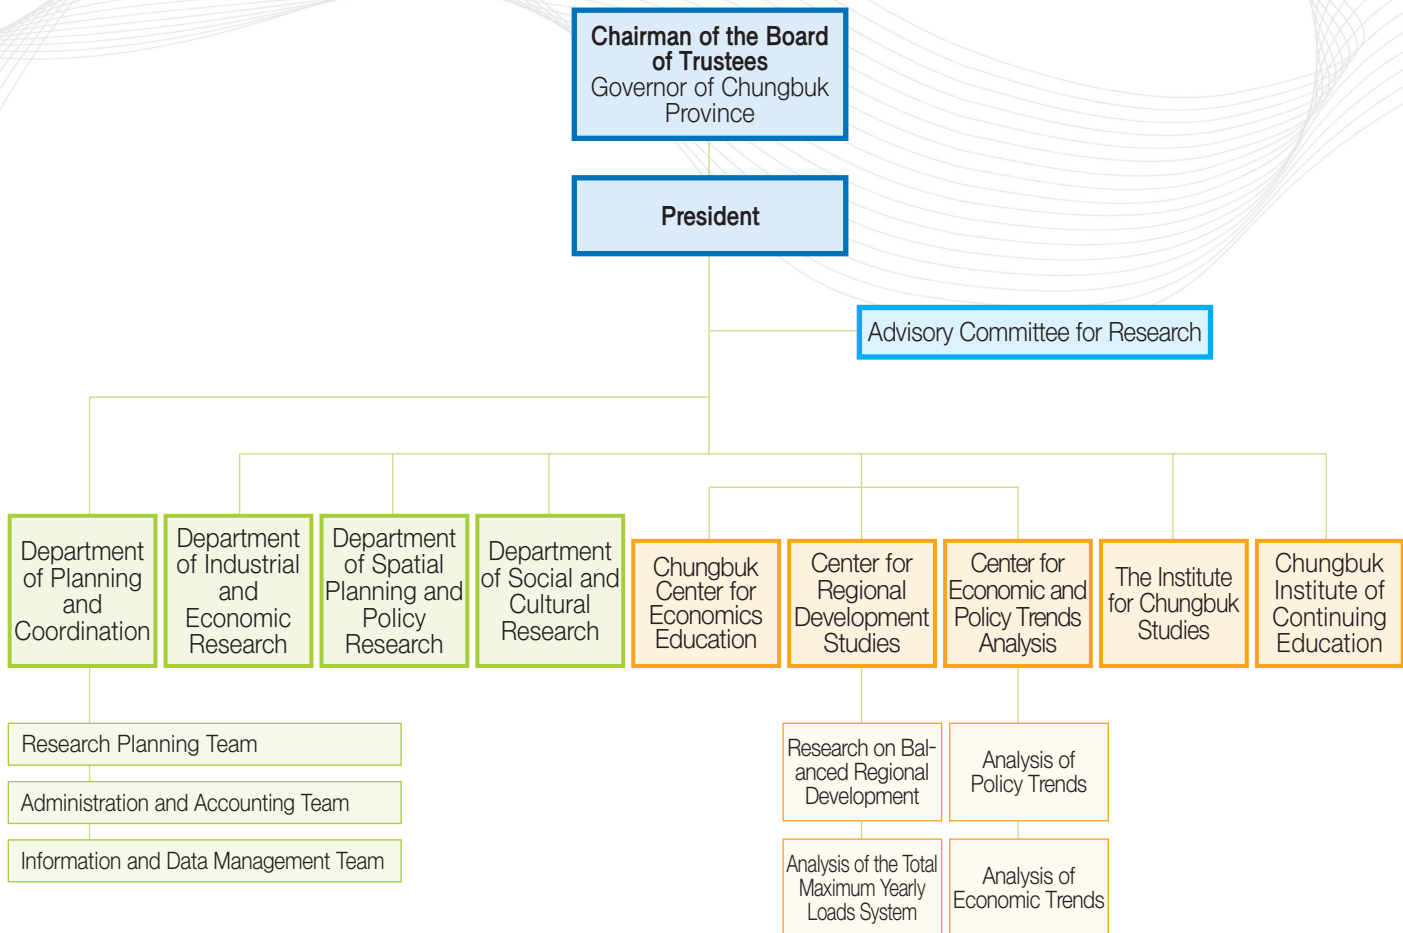 Chairman of the Board
of Trustees
Governor of Chungbuk
Province
President
Advisory Committee for Research
Department
of Planning
and
Coordination
Department
of Industrial
and
Economic
Research
Department
of Spatial
Planning and
Policy
Research
Department
of Social and
Cultural
Research
Chungbuk
Center for
Economics
Education
Center for
Regional
Development
Studies
Center for
Economic and
Policy Trends
Analysis
The Institute
for Chungbuk
Studies
Chungbuk
Institute of
Continuing
Education
Research Planning Team
Administration and Accounting Team
Information and Data Management Team
Research on Bal-
anced Regional
Development
Analysis of the Total
Maximum Yearly
Loads System
Analysis of
Policy Trends
Analysis of
Economic Trends